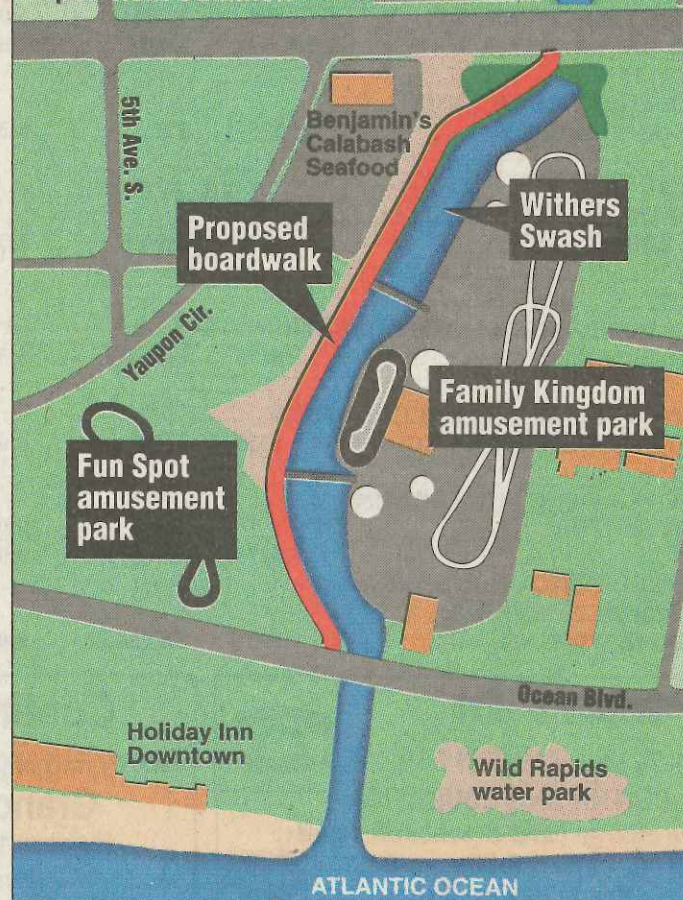 5th Ave. S.
Benjamin's
Calabash
Seafood
Withers
Swash
Proposed
boardwalk
Yaupon Cir.
Family Kingdom
amusement park
Fun Spot
amusement
park
Ocean Blvd.
Holiday Inn
Downtown
Wild Rapids
water park
ATLANTIC OCEAN